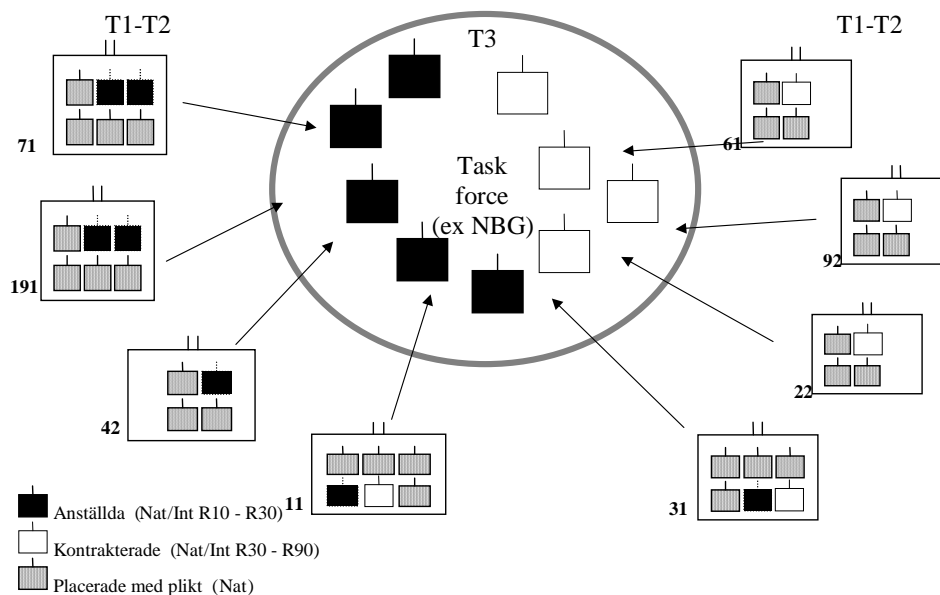 T1-T2
T3
T1-T2
71
61
Task
force
(ex NBG)
191
92
42
22
11
31
Anställda (Nat/Int R10 - R30)
Kontrakterade (Nat/Int R30 - R90)
Placerade med plikt (Nat)